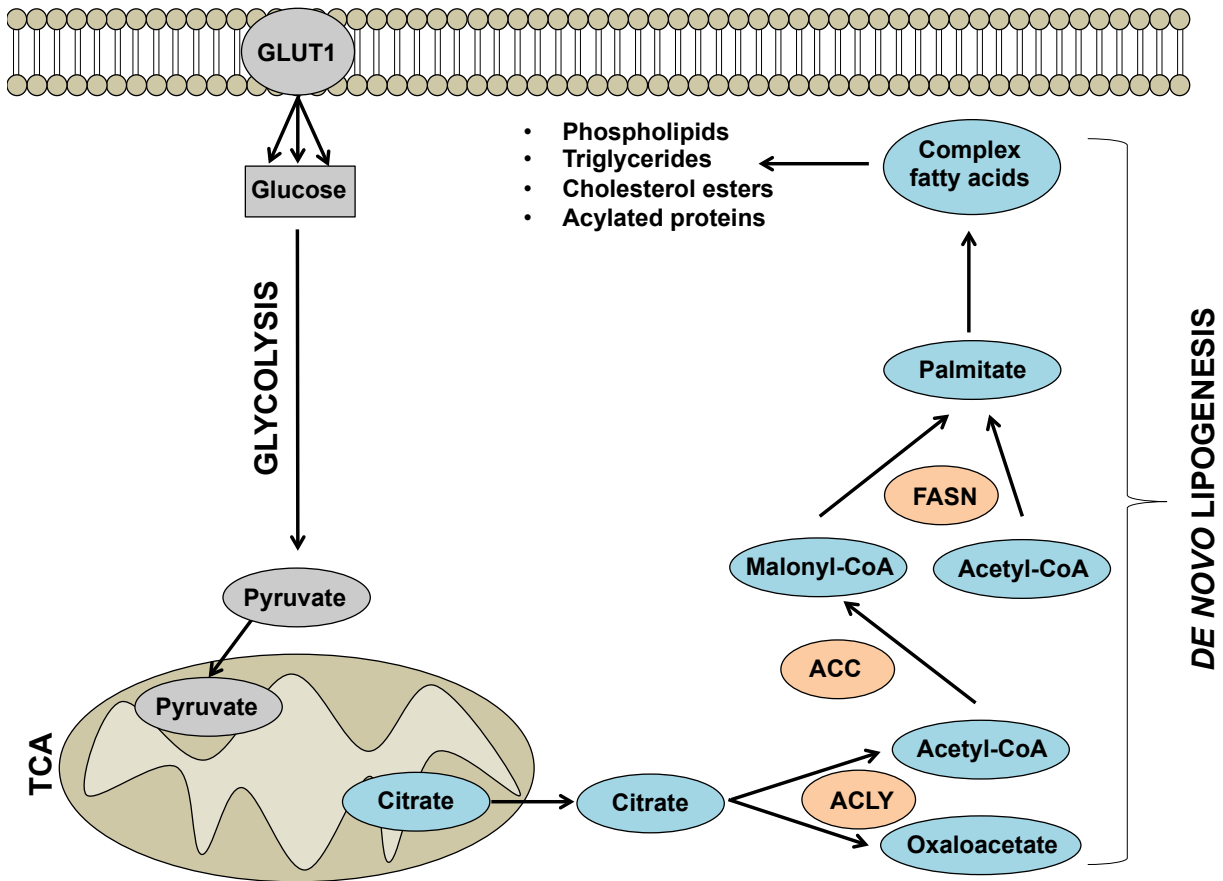 GLUT1
Glucose
GLYCOLYSIS
Pyruvate
Pyruvate
TCA
Citrate
Citrate
ACLY
Acetyl-CoA
Oxaloacetate
ACC
Malonyl-CoA
Acetyl-CoA
FASN
Palmitate
Complex
fatty acids
• Phospholipids
• Triglycerides
• Cholesterol esters
• Acylated proteins
DE NOVO LIPOGENESIS